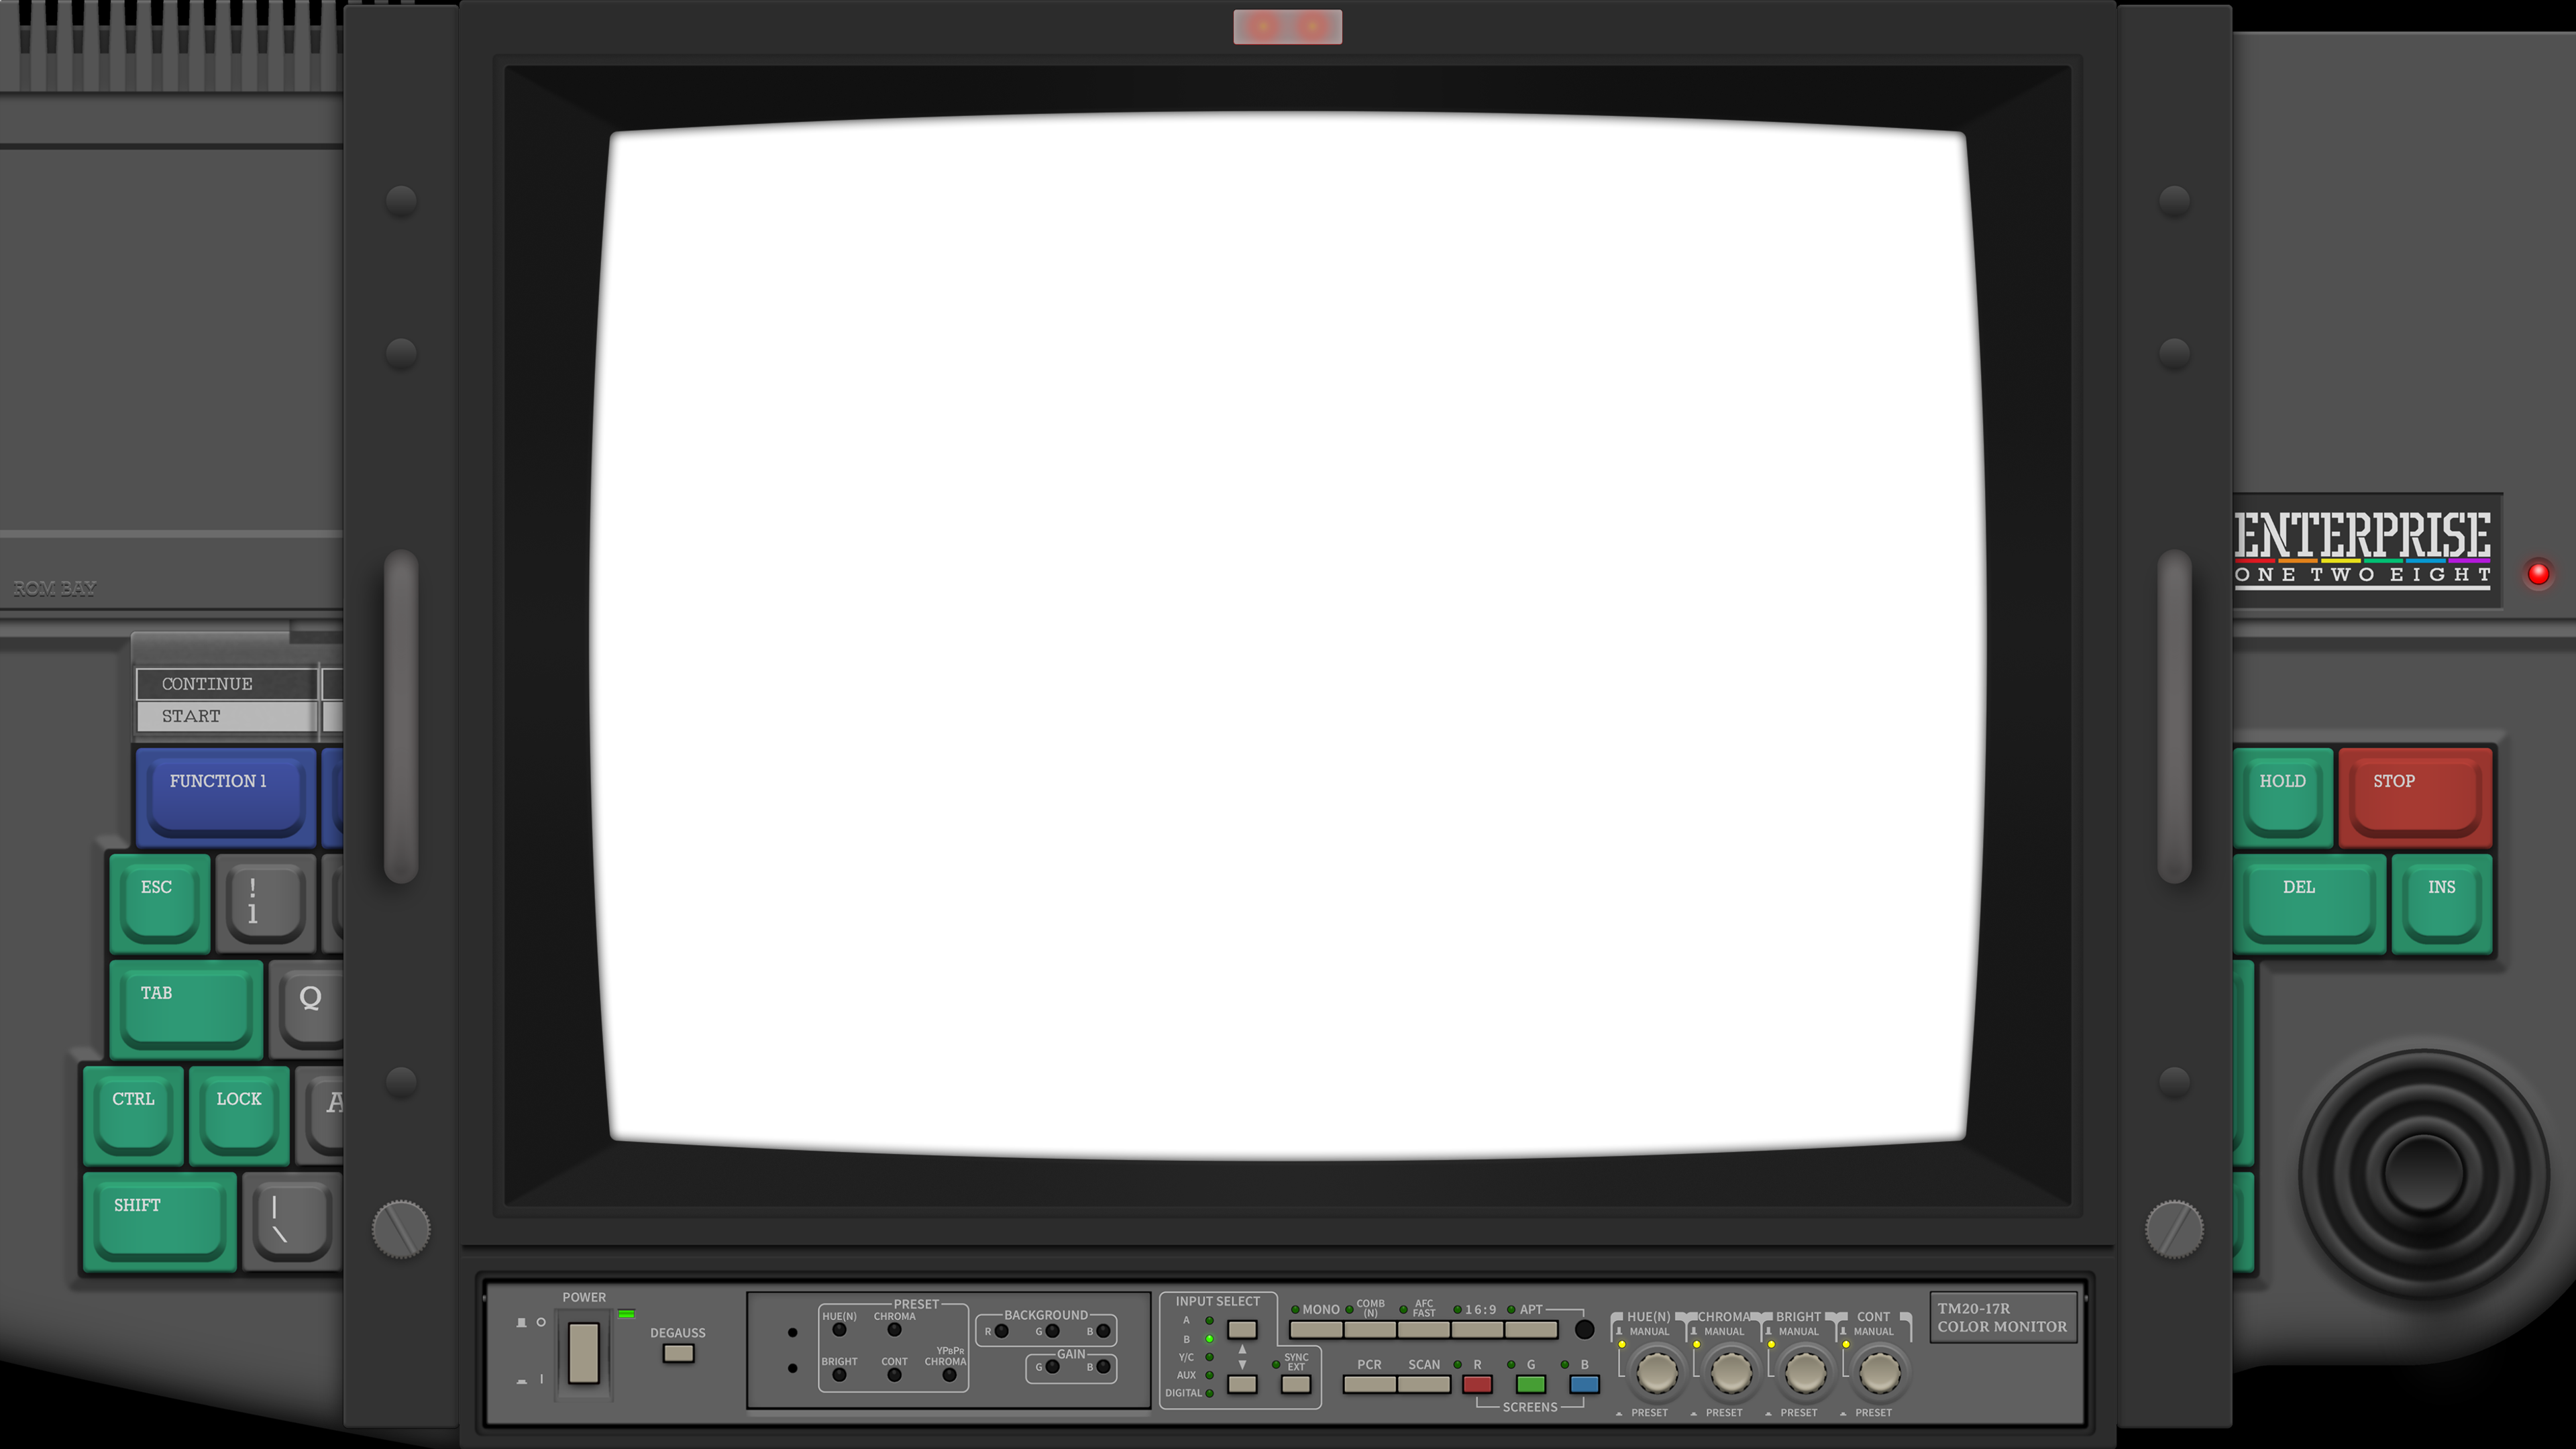 ROM BAY
CONTINUE
START
FUNCTION 1
ESC
!
1
TAB
Q
CTRL
LOCK
A
SHIFT
|
\
ENTERPRISE
ONE TWO EIGHT
HOLD
STOP
DEL
INS
POWER
DEGAUSS
PRESET
HUE(N)
CHROMA
BRIGHT
CONT
YPBPR
CHROMA
BACKGROUND
R
G
B
GAIN
G
B
INPUT SELECT
A
B
Y/C
AUX
DIGITAL
SYNC
EXT
MONO
COMB
(N)
AFC
FAST
16:9
APT
PCR
SCAN
R
G
B
SCREENS
HUE(N)
MANUAL
PRESET
CHROMA
MANUAL
PRESET
BRIGHT
MANUAL
PRESET
CONT
MANUAL
PRESET
TM20-17R
COLOR MONITOR